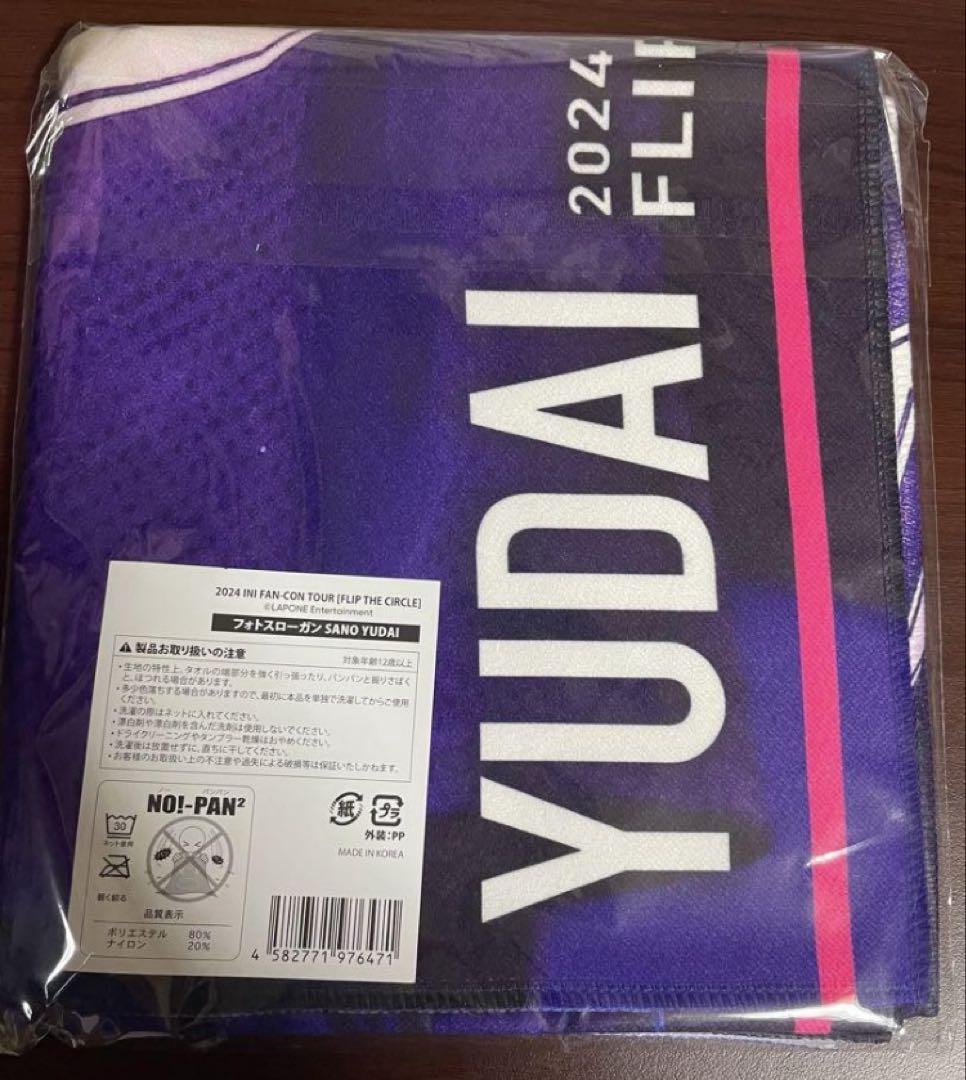 2024
FLIP
YUDAI
2024 INI FAN-CON TOUR [FLIP THE CIRCLE]
©LAPONE Entertainment
フォトスローガン SANO YUDAI
製品お取り扱いの注意
対象年齢12歳以上
・生地の特性上、タオルの端部分を強く引っ張ったり、パンパンと振りさばく
と、ほつれる場合があります。
・多少色落ちする場合がありますので、最初に本品を単独で洗濯してからご使用
ください。
・洗濯の際はネットに入れてください。
・漂白剤や漂白剤を含んだ洗剤は使用しないでください。
・ドライクリーニングやタンブラー乾燥はおやめください。
・洗濯後は放置せずに、直ちに干してください。
・お客様のお取扱い上の不注意や過失による破損等は保証いたしかねます。
ノー パンパン
NO!-PAN²
30
ネット使用
弱く絞る
品質表示
ポリエステル 80%
ナイロン 20%
紙 プラ
外装:PP
MADE IN KOREA
4 582771 976471